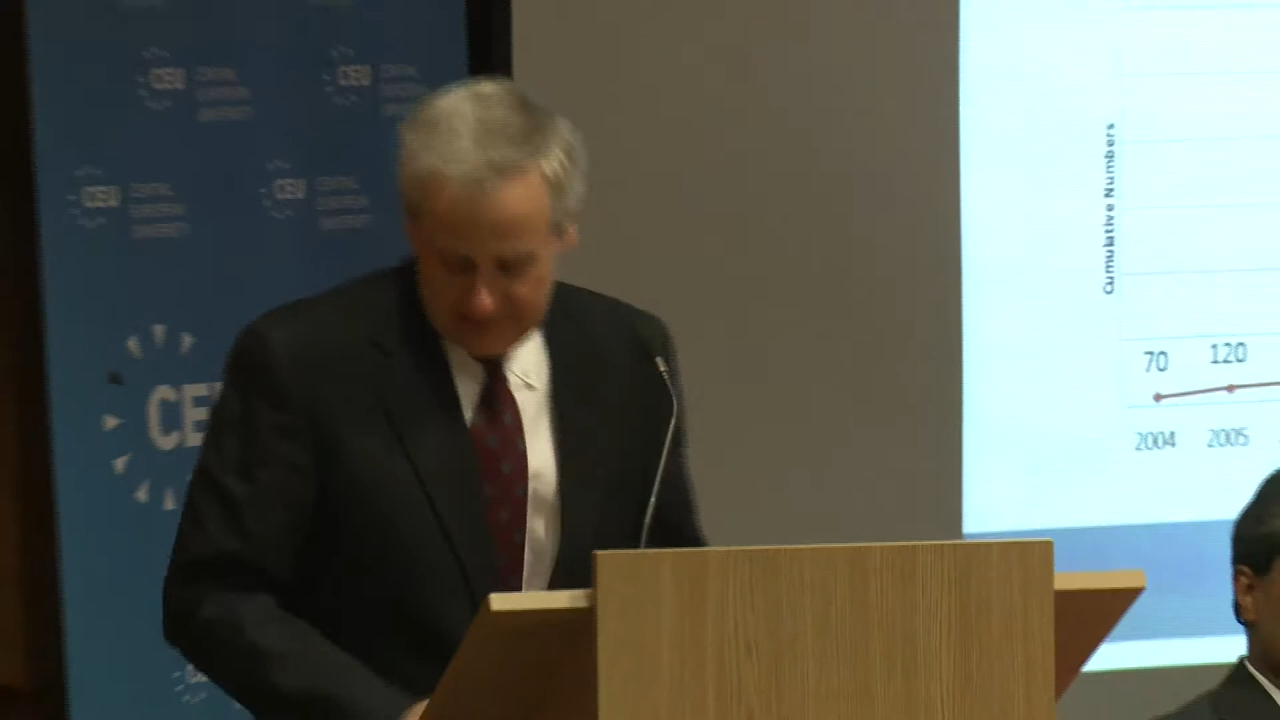 CEU CENTRAL
EUROPEAN
UNIVERSITY
CEU CENTRAL
EUROPEAN
UNIVERSITY
CEU CENTRAL
EUROPEAN
UNIVERSITY
CEU CENTRAL
EUROPEAN
UNIVERSITY
CE
Cumulative Numbers
70 120
2004 2005